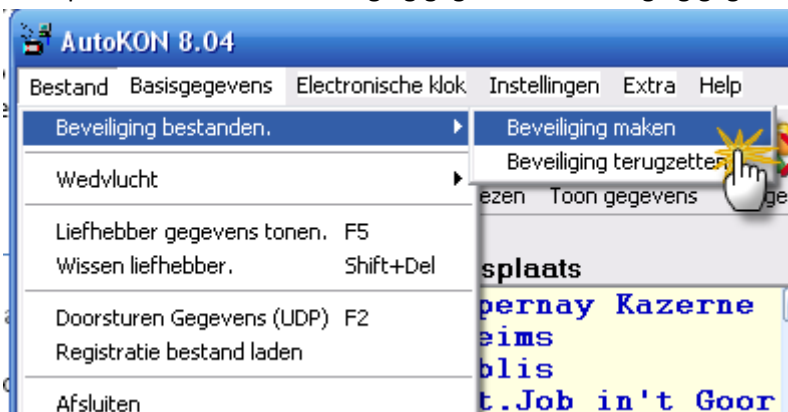 AutoKON 8.04
Bestand Basisgegevens Electronische klok Instellingen Extra Help
Beveiliging bestanden.
Beveiliging maken
Beveiliging terugzetten
Wedvlucht
ezen Toon gegevens
Liefhebber gegevens tonen. F5
Wissen liefhebber. Shift+Del
splaats
Doorsturen Gegevens (UDP) F2
pernay Kazerne
eims
Registratie bestand laden
blis
Afsluiten
t.Job in't Goor